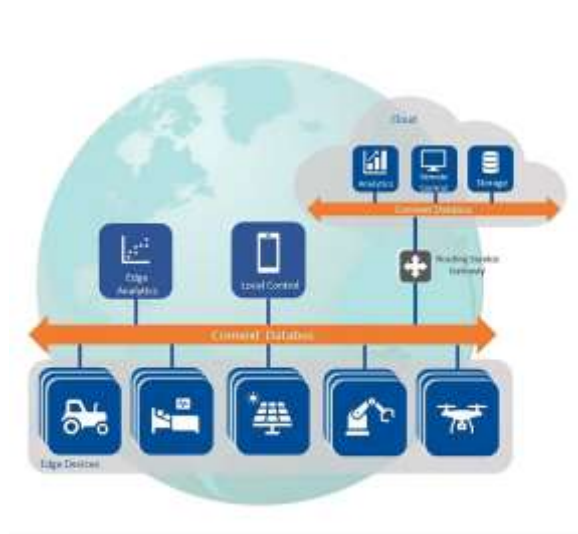 Cloud
Analytics
Remote
Control
Storage
Connext Databus
Routing Service
Gateway
Edge
Analytics
Local Control
Connext Databus
Edge Devices